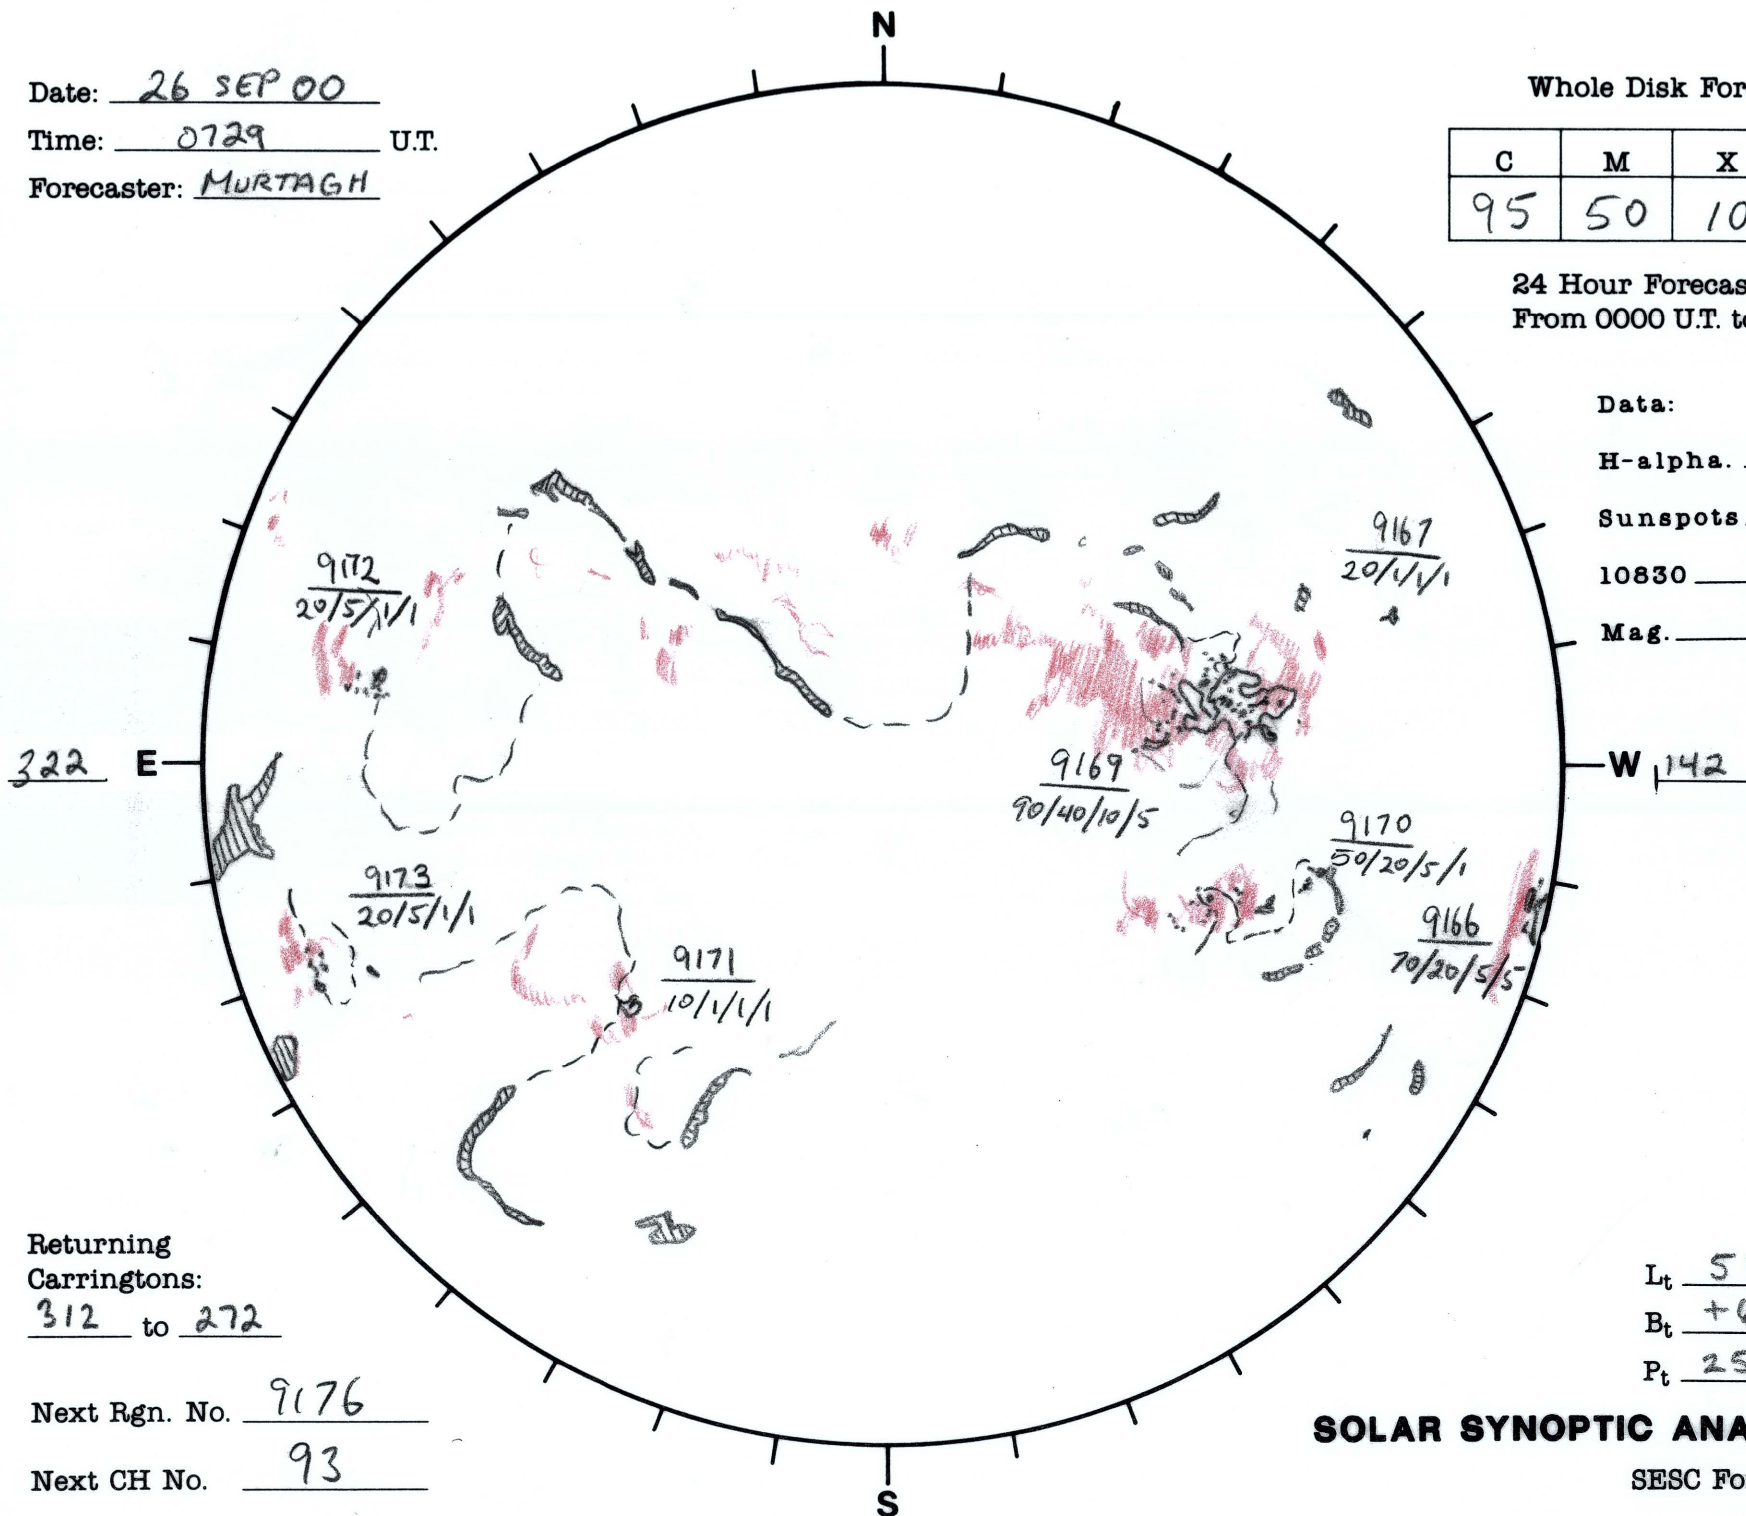 N
Date: 26 SEP 00
Time: 0729 U.T.
Forecaster: MURTAGH
Whole Disk For
C M X
95 50 10
24 Hour Forecas
From 0000 U.T. to
Data:
H-alpha.
Sunspots
10830
Mag.
9167
20/1/1/1
9172
20/5/1/1
322 E
W 142
9169
90/40/10/5
9170
50/20/5/1
9173
20/5/1/1
9166
70/20/5/5
9171
10/1/1/1
Returning
Carringtons:
312 to 272
Lt 5
Bt +
Pt 25
Next Rgn. No. 9176
Next CH No. 93
SOLAR SYNOPTIC ANA
SESC Fo
S